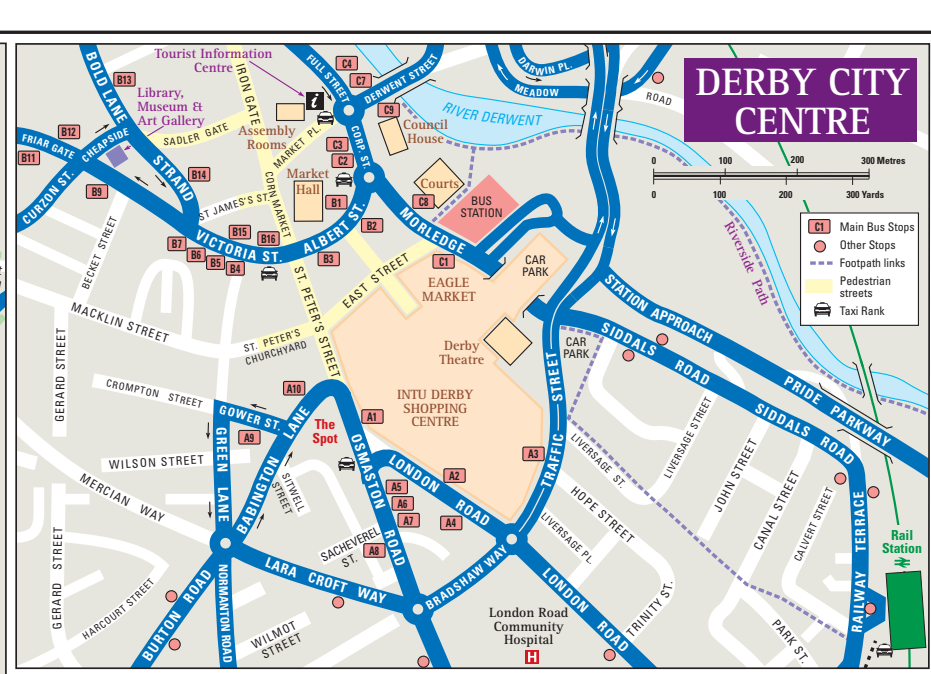 DERBY CITY
CENTRE
0 100 200 300 Metres
0 100 200 300 Yards
C1 Main Bus Stops
Other Stops
Footpath links
Pedestrian
streets
Taxi Rank
Tourist Information
Centre
i
Library,
Museum &
Art Gallery
BOLD LANE
B13
IRON GATE
FULL STREET
C4
C7
DERWENT STREET
DARWIN PL.
MEADOW
ROAD
RIVER DERWENT
Riverside Path
B12
FRIAR GATE
B11
CHEAPSIDE
SADLER GATE
Assembly
Rooms
MARKET PL.
CORP. ST.
C9
Council
House
C3
C2
CURZON ST.
B9
STRAND
B14
CORN MARKET
Market
Hall
B1
Courts
C8
BUS
STATION
ST JAMES'S ST.
B15
B16
VICTORIA ST.
ALBERT ST.
B2
B3
MORLEDGE
C1
B7
B6
B5
B4
BECKET STREET
EAST STREET
EAGLE
MARKET
CAR
PARK
STATION APPROACH
MACKLIN STREET
ST. PETER'S STREET
ST. PETER'S
CHURCHYARD
Derby
Theatre
CAR
PARK
SIDDALS ROAD
PRIDE PARKWAY
GERARD STREET
CROMPTON STREET
A10
GOWER ST.
A9
The
Spot
A1
INTU DERBY
SHOPPING
CENTRE
TRAFFIC STREET
A3
SIDDALS ROAD
LIVERSAGE STREET
LIVERSAGE ST.
JOHN STREET
CANAL STREET
CALVERT STREET
WILSON STREET
GREEN LANE
BABINGTON LANE
SITWELL
STREET
OSMASTON ROAD
LONDON ROAD
A2
A5
A6
A7
A4
A8
MERCIAN WAY
SACHEVEREL
ST.
HOPE STREET
LIVERSAGE PL.
RAILWAY TERRACE
Rail
Station
GERARD STREET
HARCOURT STREET
BURTON ROAD
NORMANTON ROAD
LARA CROFT WAY
BRADSHAW WAY
WILMOT
STREET
London Road
Community
Hospital
H
LONDON ROAD
TRINITY ST.
PARK ST.